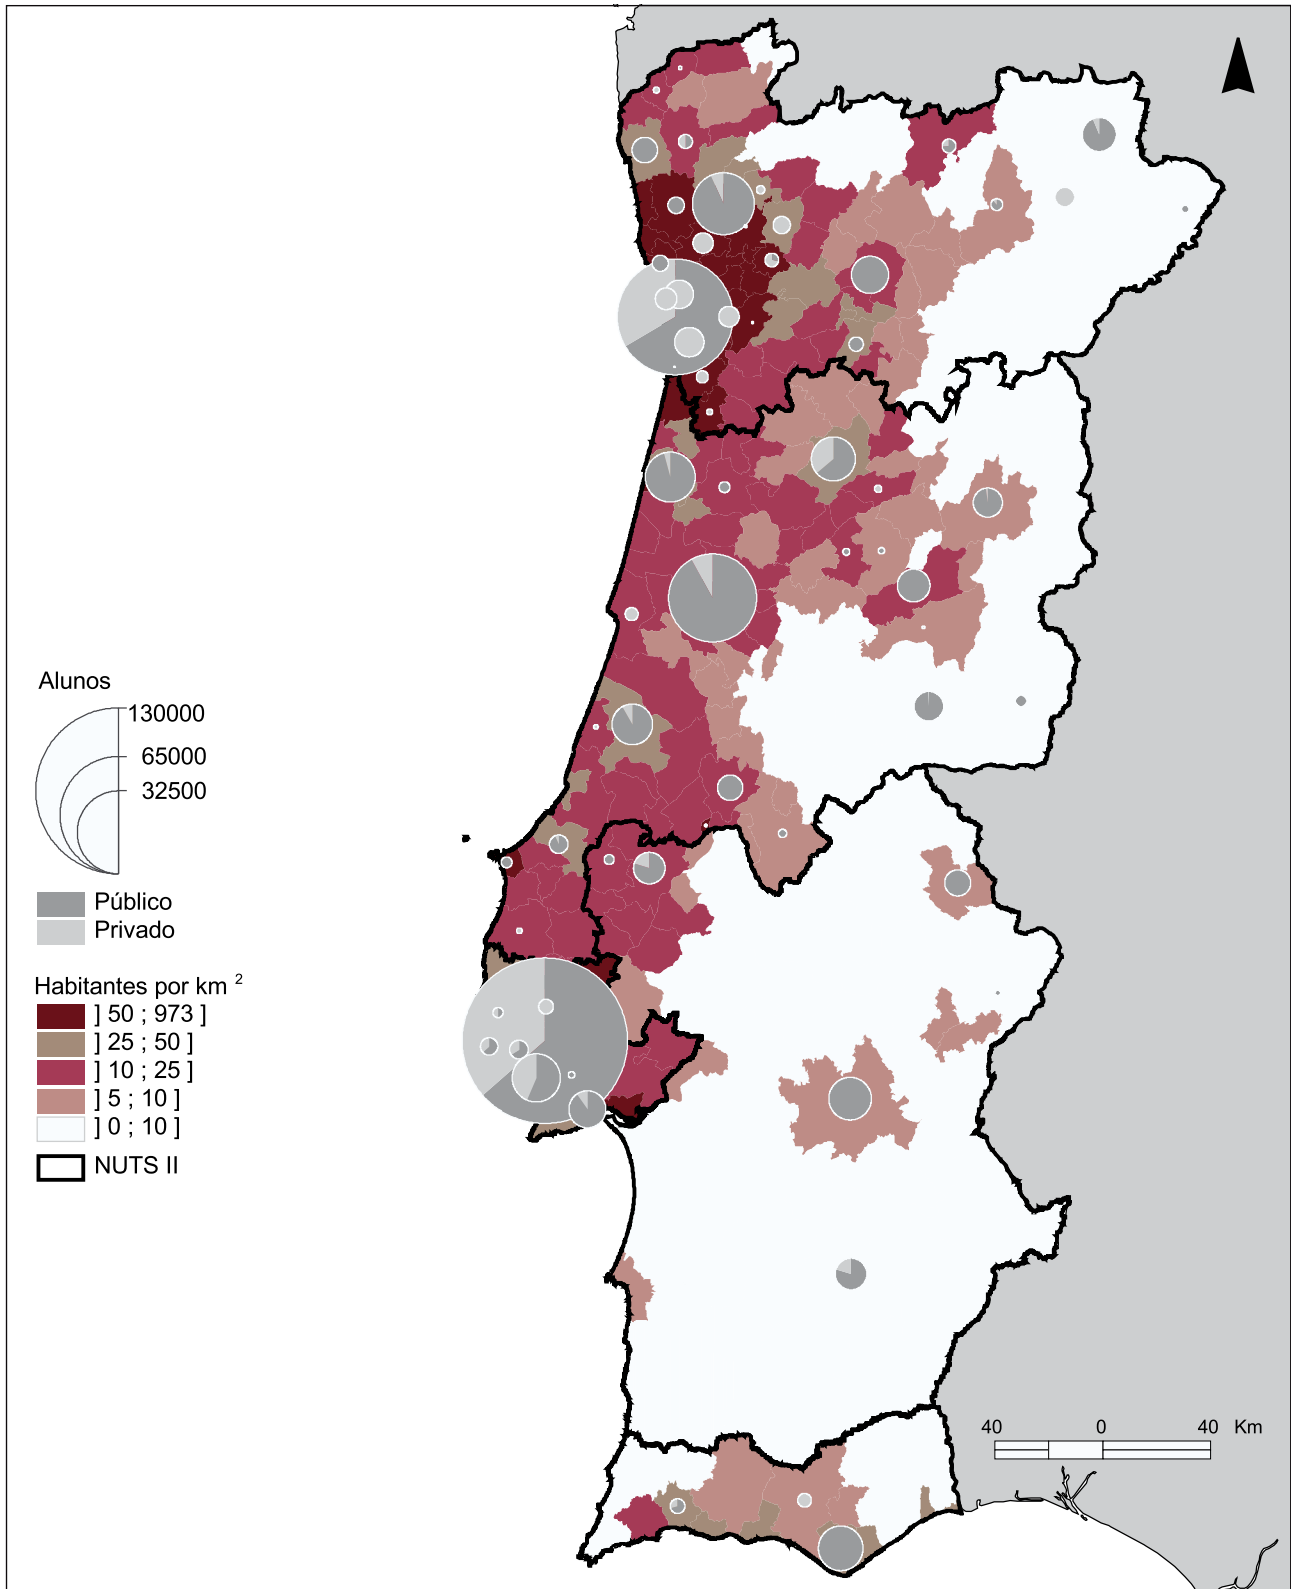 Alunos
130000
65000
32500
Público
Privado
Habitantes por km 2
] 50 ; 973 ]
] 25 ; 50 ]
] 10 ; 25 ]
] 5 ; 10 ]
] 0 ; 10 ]
NUTS II
40 0 40 Km